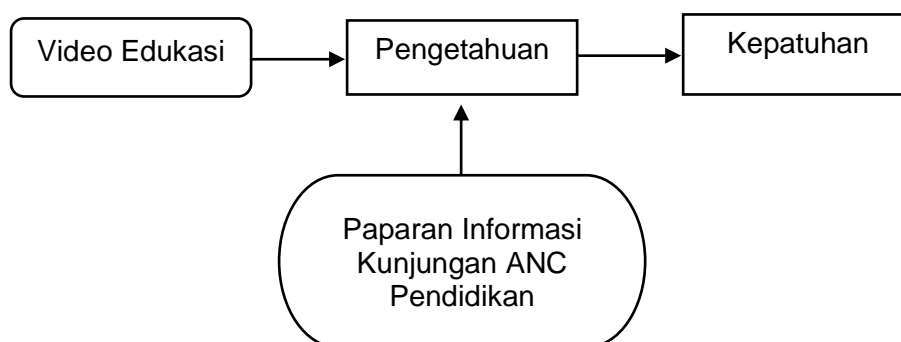 Video Edukasi
Pengetahuan
Kepatuhan
Paparan Informasi
Kunjungan ANC
Pendidikan